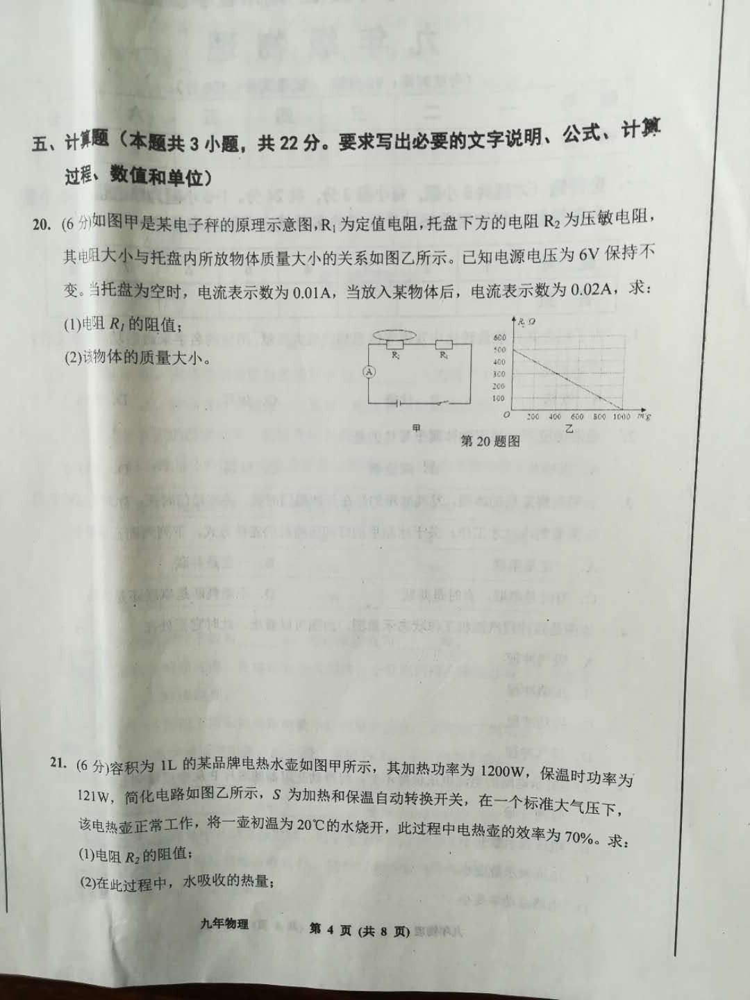 五、计算题（本题共 3 小题，共 22 分。要求写出必要的文字说明、公式、计算
过程、数值和单位）
20. (6 分)如图甲是某电子秤的原理示意图，R1 为定值电阻，托盘下方的电阻 R2 为压敏电阻，
其电阻大小与托盘内所放物体质量大小的关系如图乙所示。已知电源电压为 6V 保持不
变。当托盘为空时，电流表示数为 0.01A，当放入某物体后，电流表示数为 0.02A，求：
(1)电阻 R1 的阻值；
(2)该物体的质量大小。
R2 R1
A
甲
R Ω
600
500
400
300
200
100
O 200 400 600 800 1000 m/g
乙
第 20 题图
21. (6 分)容积为 1L 的某品牌电热水壶如图甲所示，其加热功率为 1200W，保温时功率为
121W，简化电路如图乙所示，S 为加热和保温自动转换开关，在一个标准大气压下，
该电热壶正常工作，将一壶初温为 20℃的水烧开，此过程中电热壶的效率为 70%。求：
(1)电阻 R2 的阻值；
(2)在此过程中，水吸收的热量；
九年物理 第 4 页 (共 8 页)